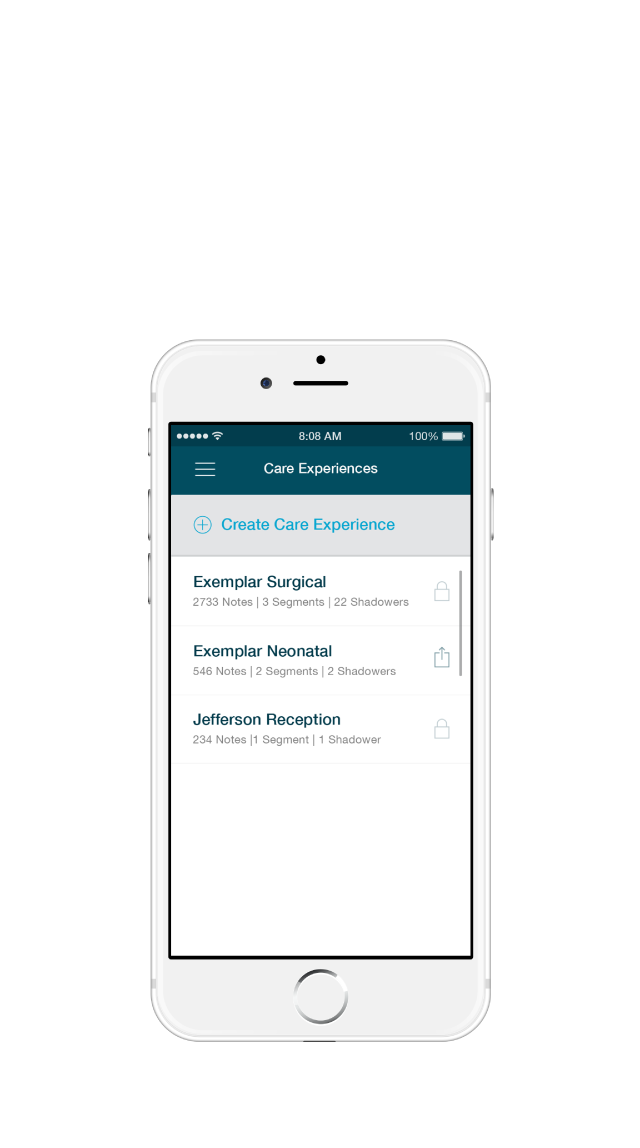 8:08 AM 100%
Care Experiences
Create Care Experience
Exemplar Surgical
2733 Notes | 3 Segments | 22 Shadowers
Exemplar Neonatal
546 Notes | 2 Segments | 2 Shadowers
Jefferson Reception
234 Notes |1 Segment | 1 Shadower